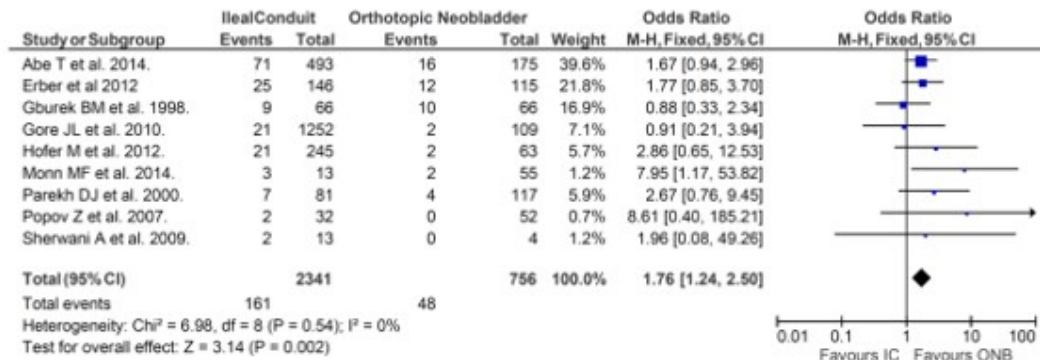 IlealConduit Orthotopic Neobladder Odds Ratio Odds Ratio
Study or Subgroup Events Total Events Total Weight M-H, Fixed, 95% CI M-H, Fixed, 95% CI
Abe T et al. 2014. 71 493 16 175 39.6% 1.67 [0.94, 2.96]
Erber et al 2012 25 146 12 115 21.8% 1.77 [0.85, 3.70]
Gburek BM et al. 1998. 9 66 10 66 16.9% 0.88 [0.33, 2.34]
Gore JL et al. 2010. 21 1252 2 109 7.1% 0.91 [0.21, 3.94]
Hofer M et al. 2012. 21 245 2 63 5.7% 2.86 [0.65, 12.53]
Monn MF et al. 2014. 3 13 2 55 1.2% 7.95 [1.17, 53.82]
Parekh DJ et al. 2000. 7 81 4 117 5.9% 2.67 [0.76, 9.45]
Popov Z et al. 2007. 2 32 0 52 0.7% 8.61 [0.40, 185.21]
Sherwani A et al. 2009. 2 13 0 4 1.2% 1.96 [0.08, 49.26]
Total (95% CI) 2341 756 100.0% 1.76 [1.24, 2.50]
Total events 161 48
Heterogeneity: Chi² = 6.98, df = 8 (P = 0.54); I² = 0%
Test for overall effect: Z = 3.14 (P = 0.002)
0.01 0.1 1 10 100
Favours IC Favours ONB